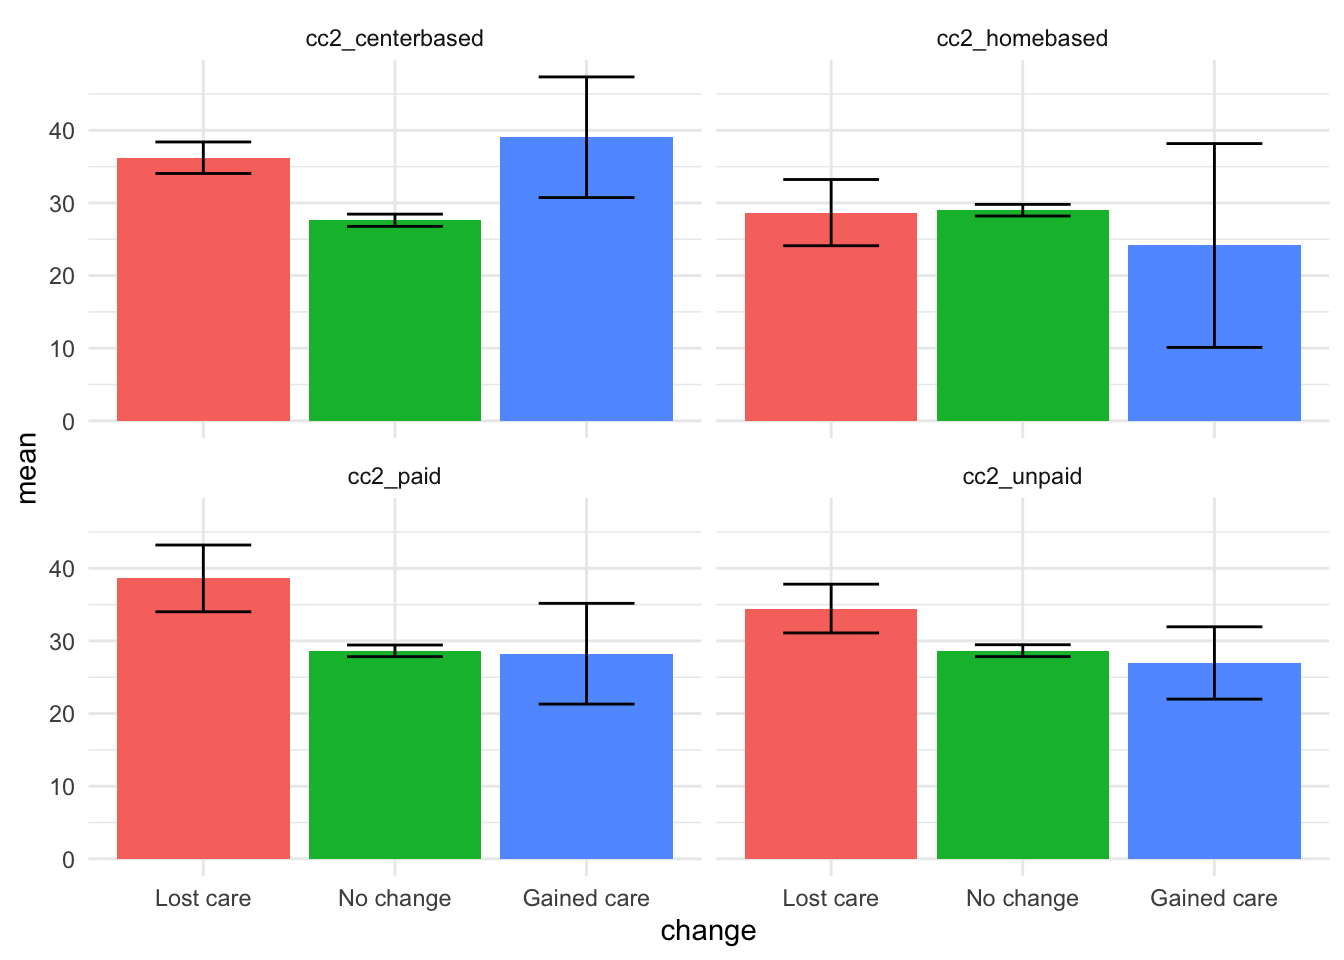 cc2_centerbased
cc2_homebased
40
30
20
10
0
mean
cc2_paid
cc2_unpaid
40
30
20
10
0
Lost care
No change
Gained care
Lost care
No change
Gained care
change